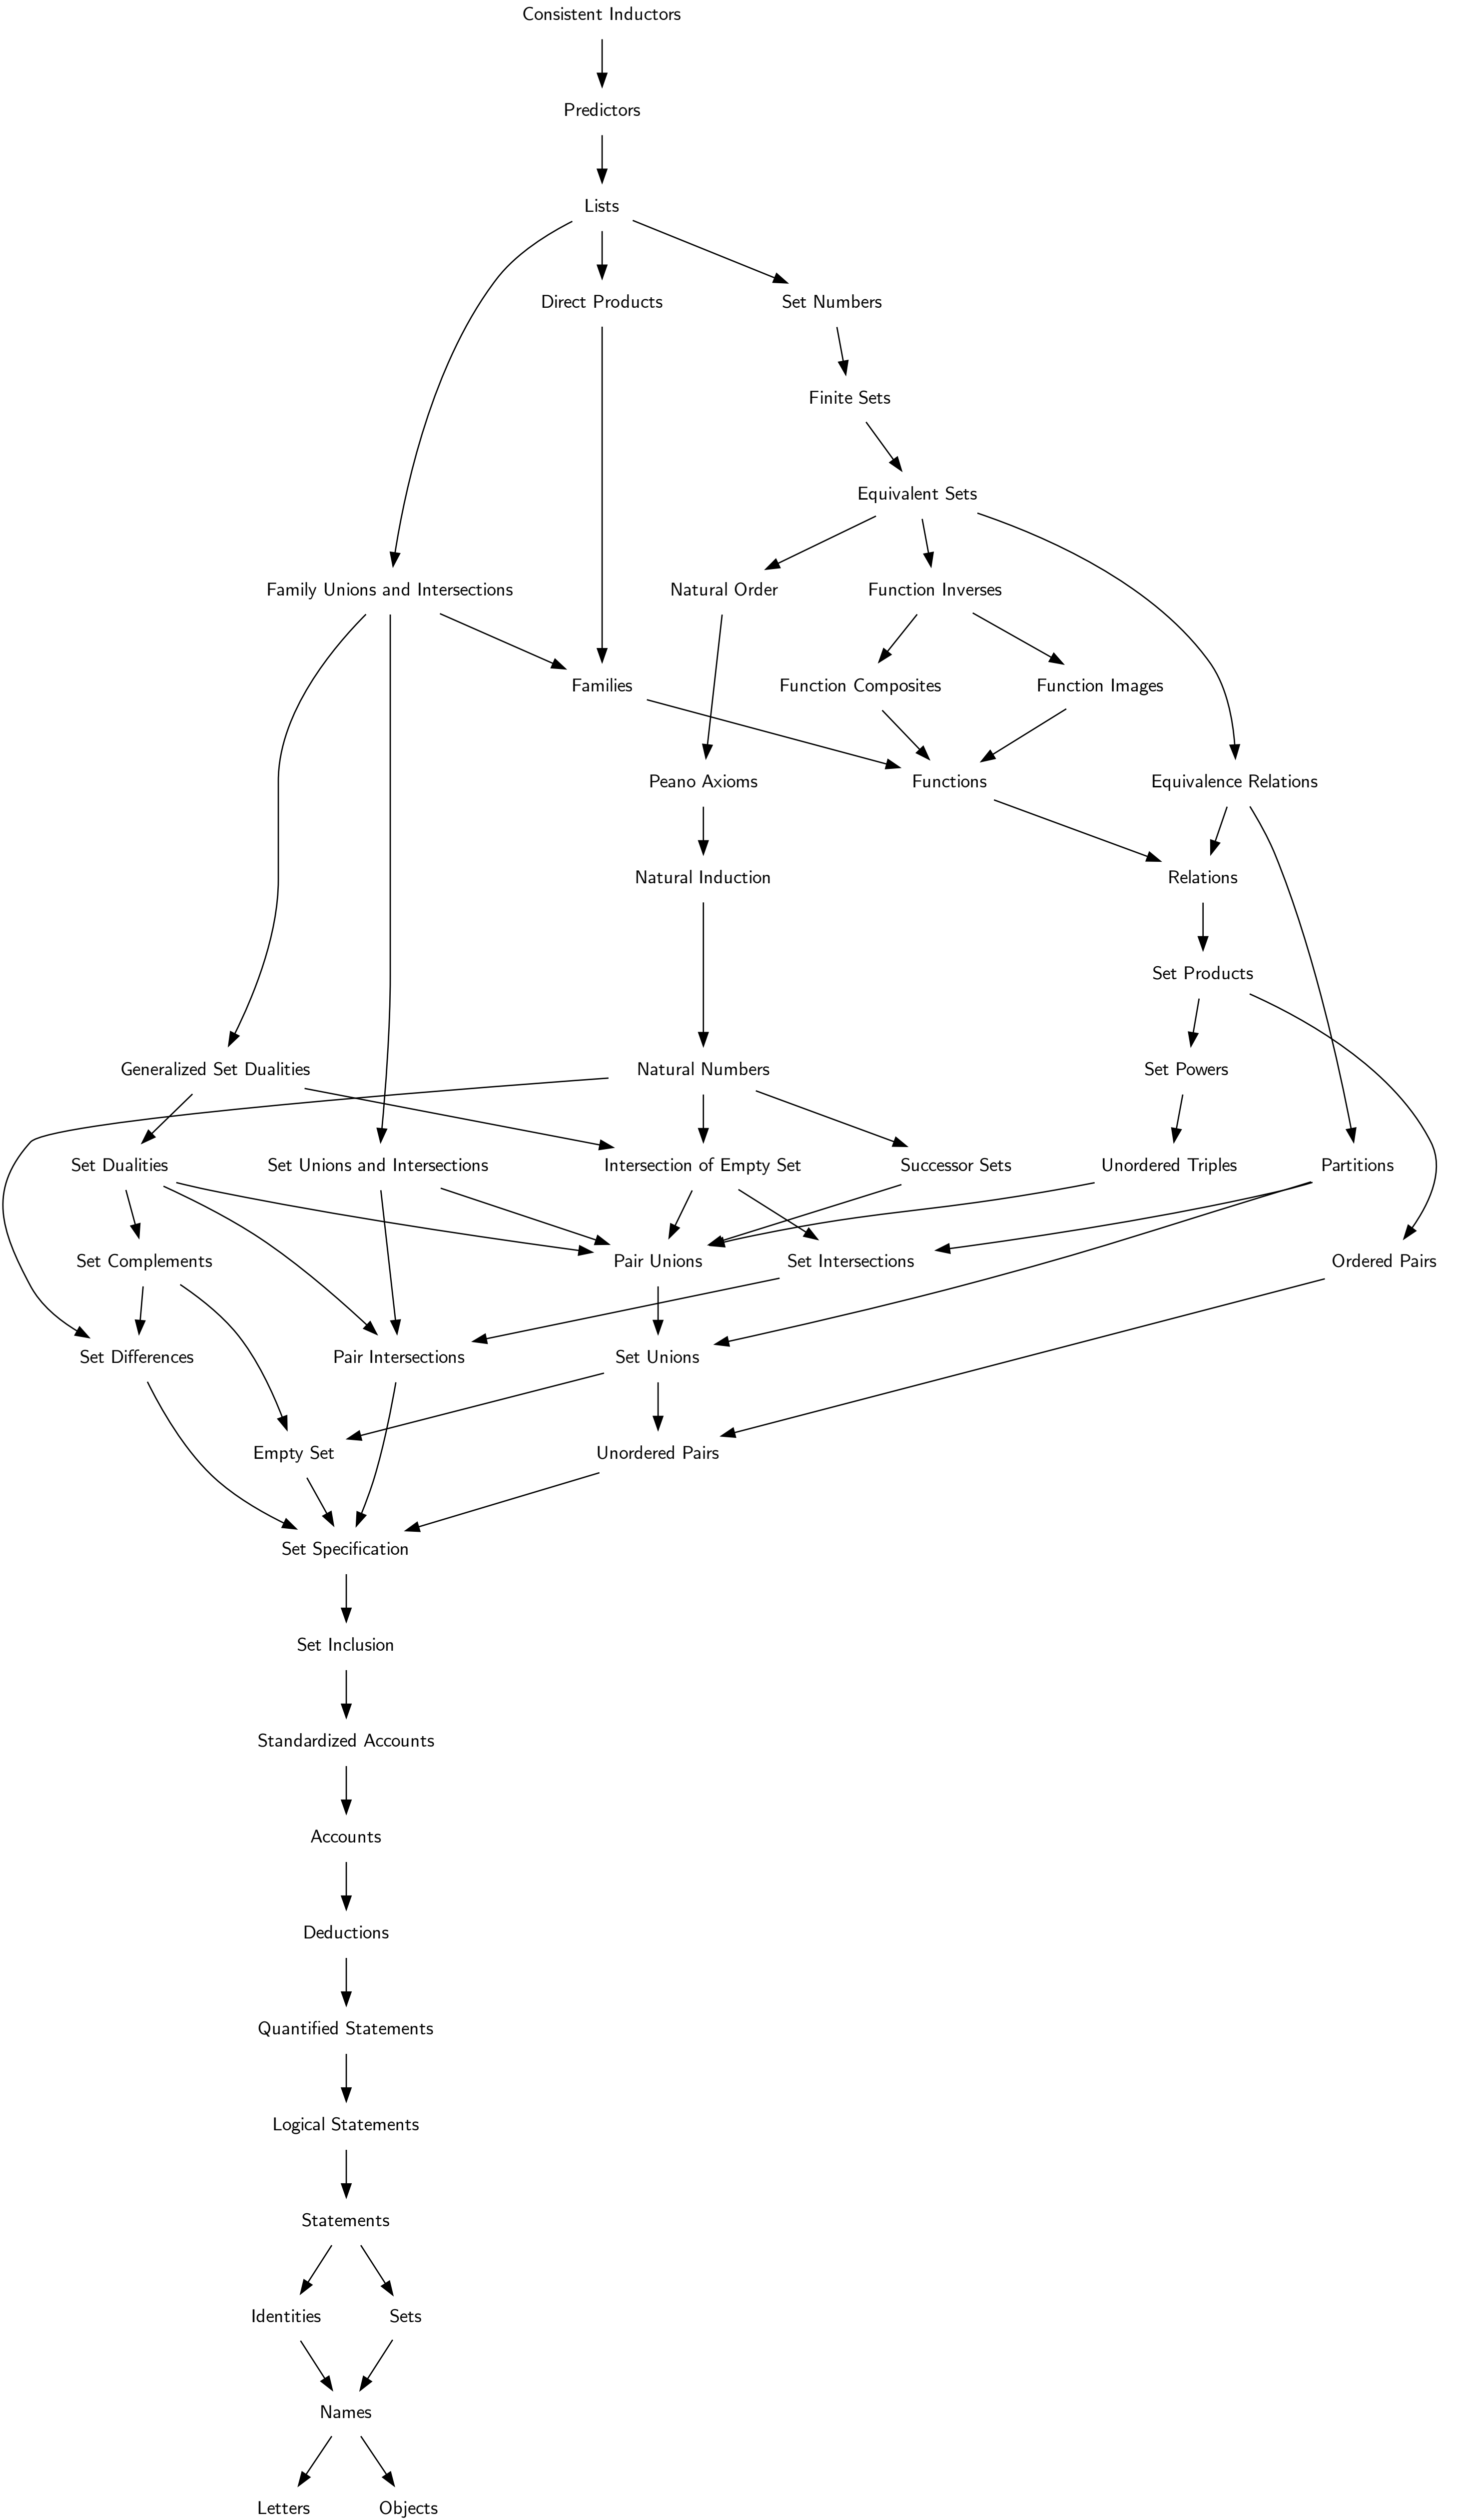 Consistent Inductors
Predictors
Lists
Direct Products
Set Numbers
Finite Sets
Equivalent Sets
Family Unions and Intersections
Natural Order
Function Inverses
Families
Function Composites
Function Images
Peano Axioms
Functions
Equivalence Relations
Natural Induction
Relations
Set Products
Generalized Set Dualities
Natural Numbers
Set Powers
Set Dualities
Set Unions and Intersections
Intersection of Empty Set
Successor Sets
Unordered Triples
Partitions
Set Complements
Pair Unions
Set Intersections
Ordered Pairs
Set Differences
Pair Intersections
Set Unions
Empty Set
Unordered Pairs
Set Specification
Set Inclusion
Standardized Accounts
Accounts
Deductions
Quantified Statements
Logical Statements
Statements
Identities
Sets
Names
Letters
Objects